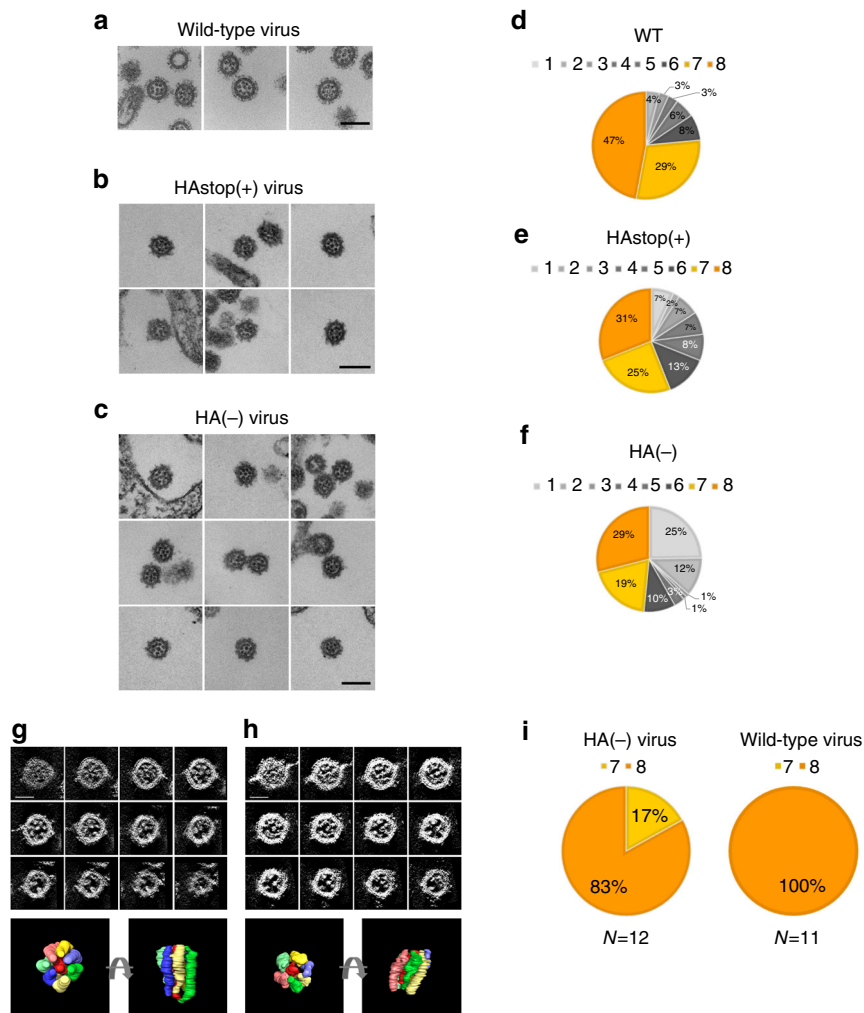 a
Wild-type virus
b
HAstop(+) virus
c
HA(–) virus
d
WT
1 2 3 4 5 6 7 8
4%
3%
3%
6%
8%
29%
47%
e
HAstop(+)
1 2 3 4 5 6 7 8
7%
2%
7%
7%
8%
13%
25%
31%
f
HA(–)
1 2 3 4 5 6 7 8
25%
12%
1%
1%
3%
10%
19%
29%
g
h
i
HA(–) virus
7 8
17%
83%
N=12
Wild-type virus
7 8
100%
N=11